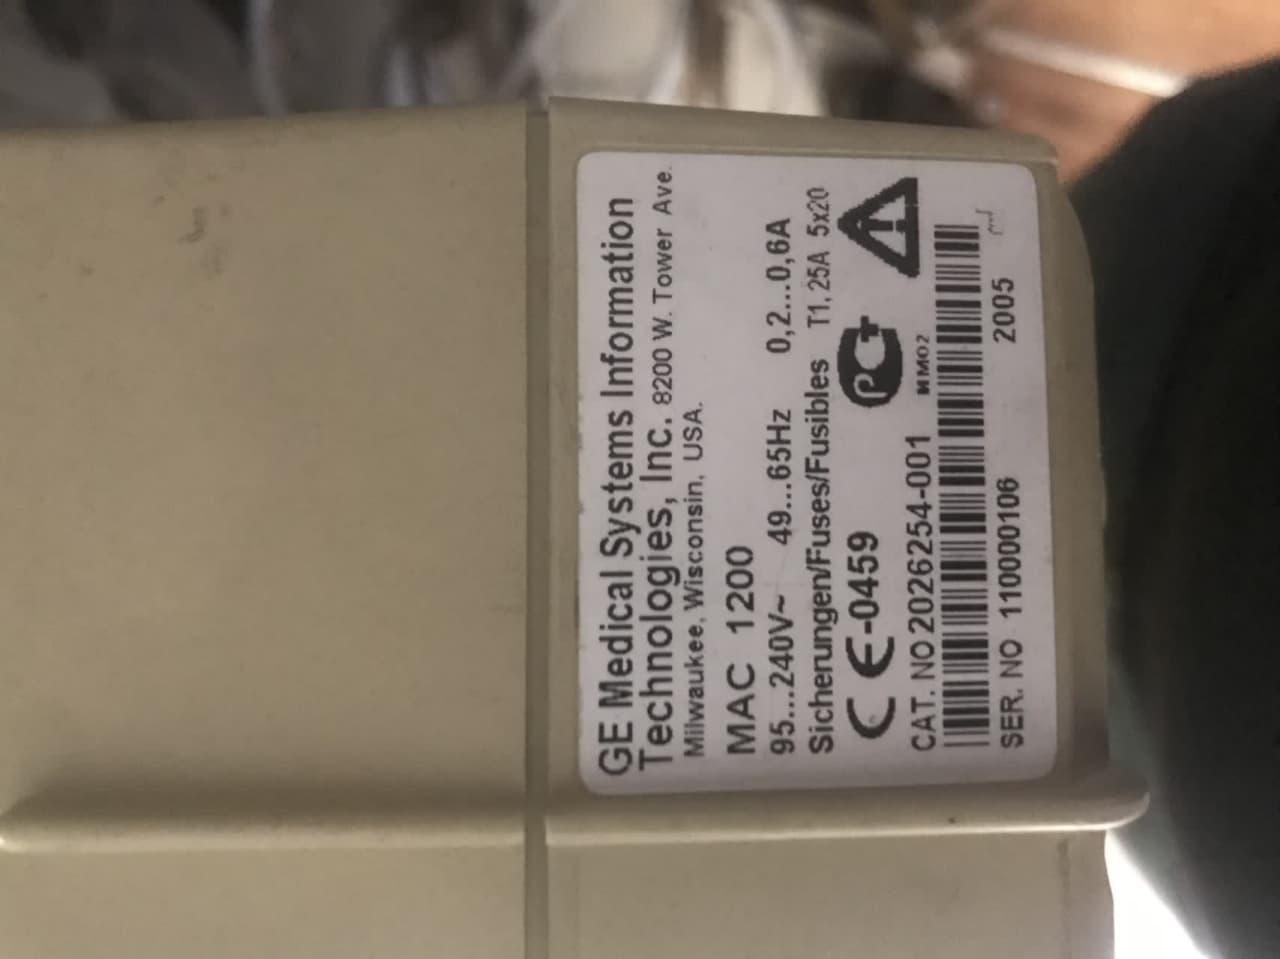 GE Medical Systems Information
Technologies, Inc. 8200 W. Tower Ave.
Milwaukee, Wisconsin, USA.
MAC 1200
95...240V~ 49...65Hz 0,2...0,6A
Sicherungen/Fuses/Fusibles T1,25A 5x20
CE-0459 PCT
CAT. NO 2026254-001 ИМ02
SER. NO 110000106 2005